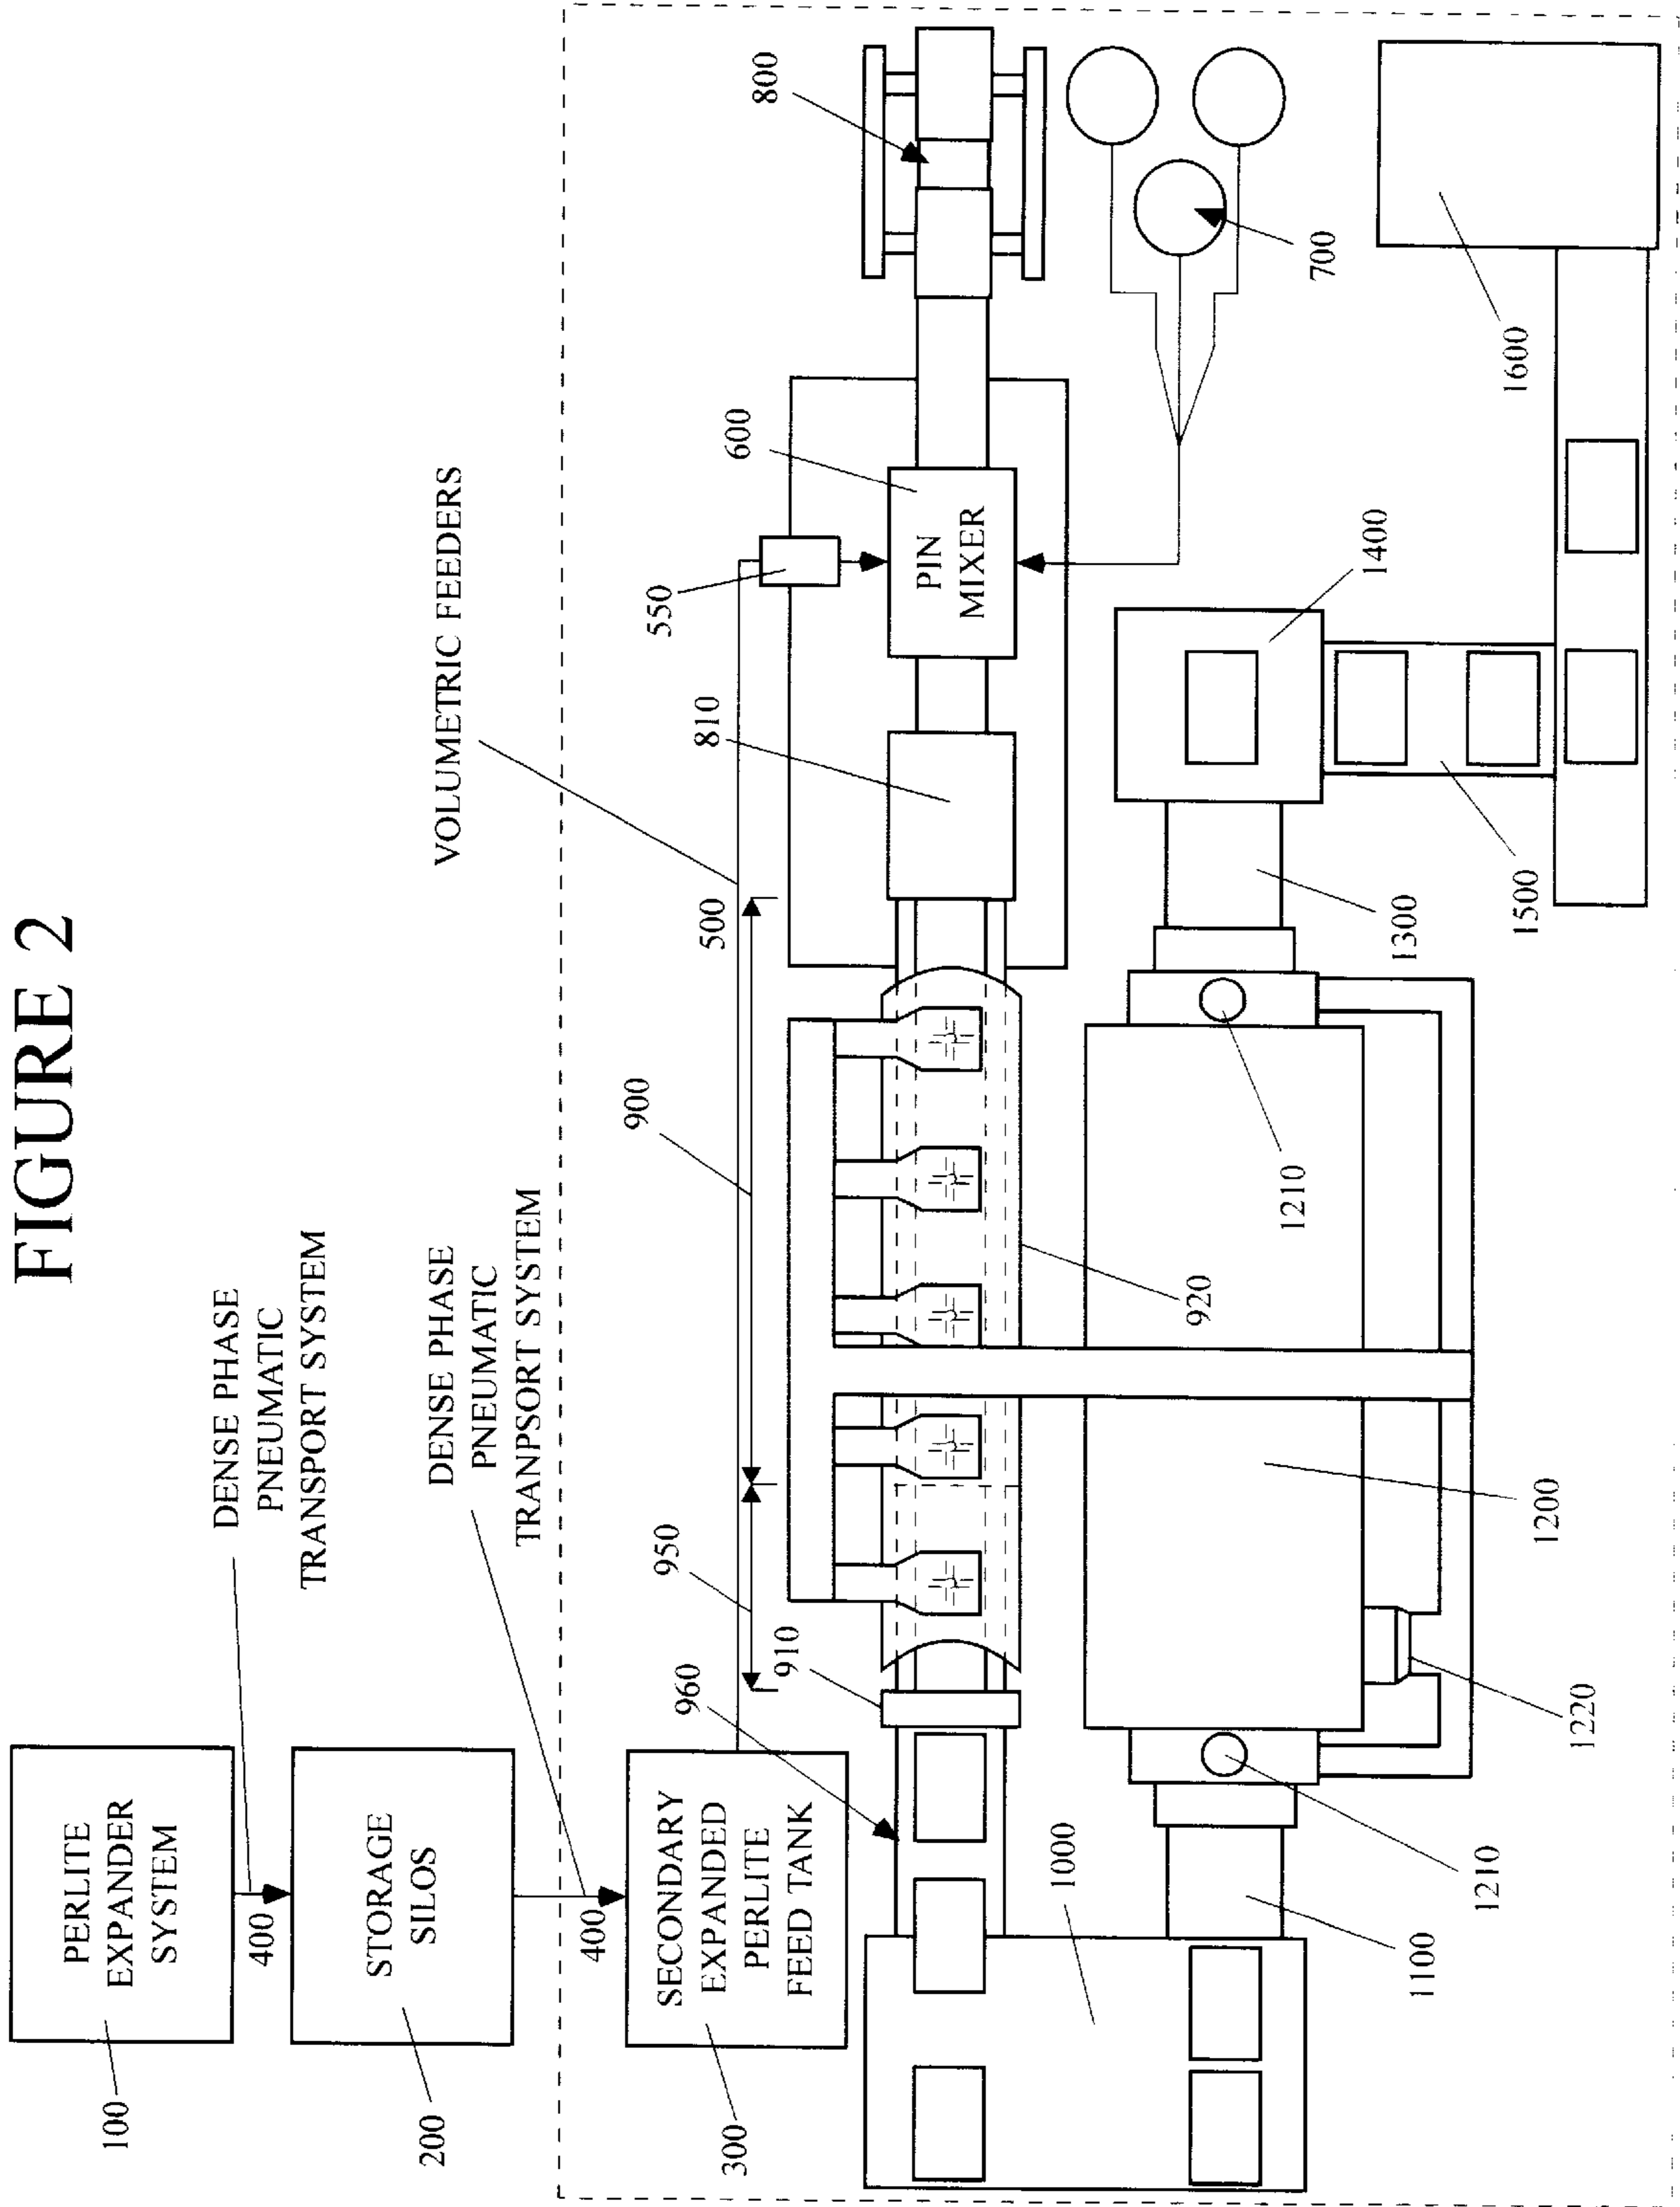 FIGURE 2
PERLITE
EXPANDER
SYSTEM
100
DENSE PHASE
PNEUMATIC
TRANSPORT SYSTEM
400
STORAGE
SILOS
200
DENSE PHASE
PNEUMATIC
TRANPSORT SYSTEM
400
SECONDARY
EXPANDED
PERLITE
FEED TANK
300
VOLUMETRIC FEEDERS
500
550
600
PIN
MIXER
800
810
700
900
950
910
960
920
1000
1100
1210
1220
1200
1210
1300
1400
1500
1600